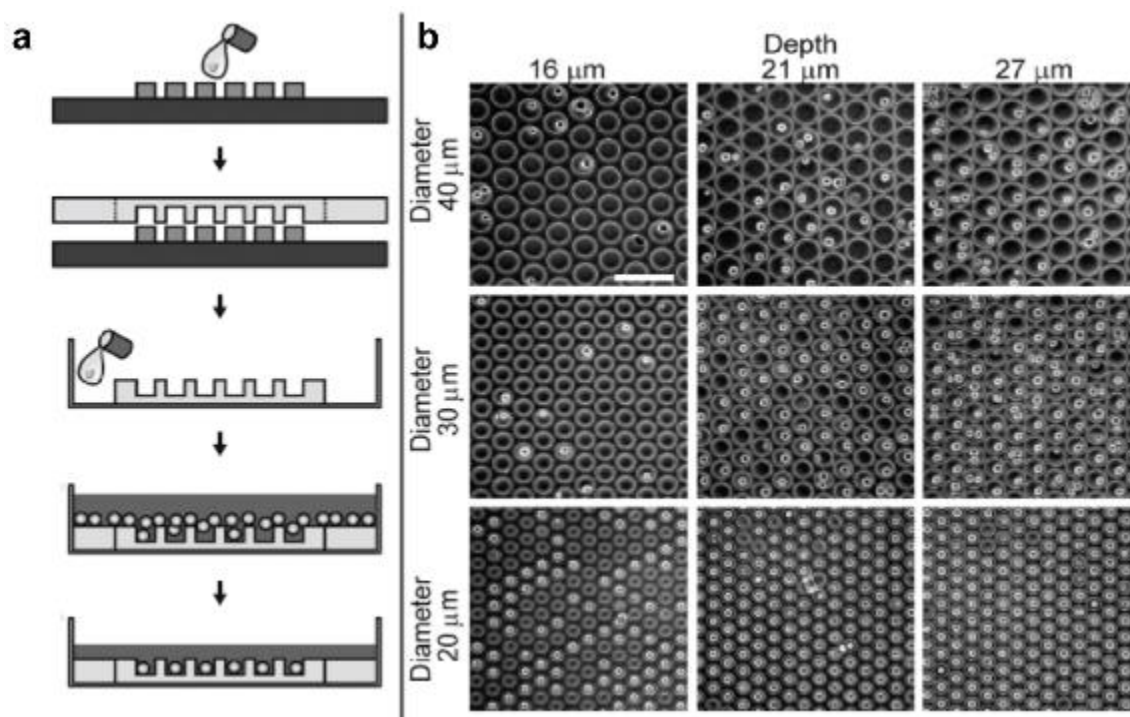 a
b
Depth
16 μm
21 μm
27 μm
Diameter
40 μm
Diameter
30 μm
Diameter
20 μm